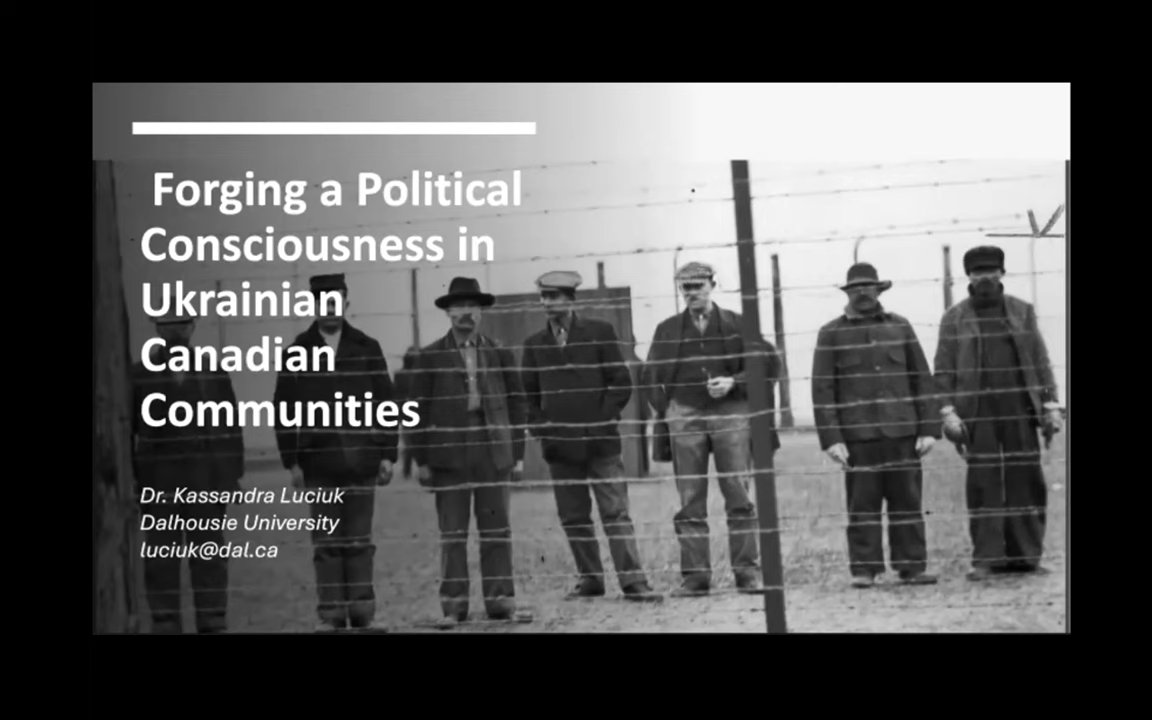 Forging a Political
Consciousness in
Ukrainian
Canadian
Communities
Dr. Kassandra Luciuk
Dalhousie University
luciuk@dal.ca